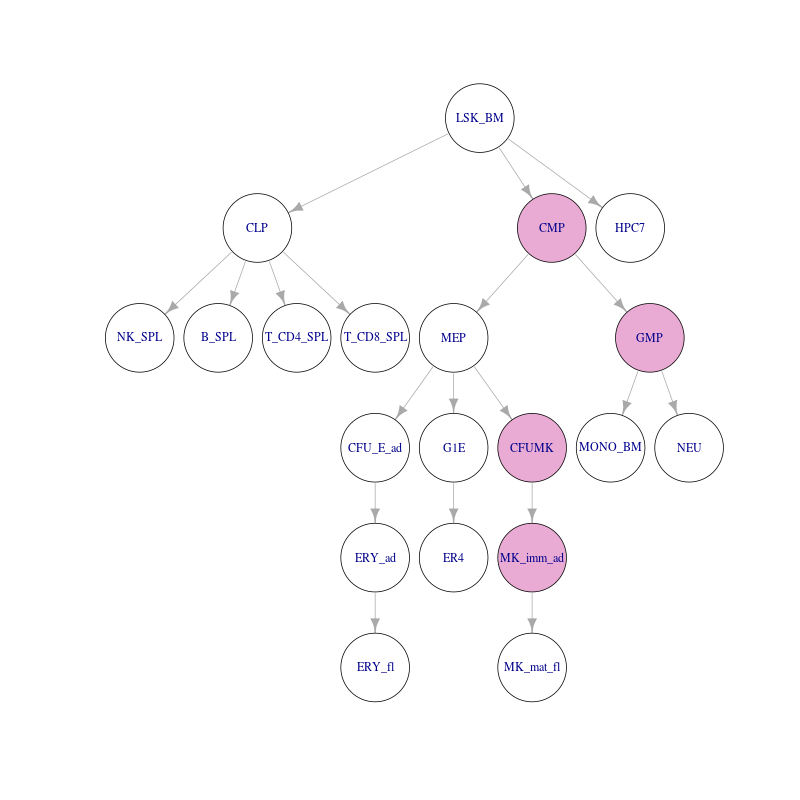 LSK_BM
CLP
CMP
HPC7
NK_SPL
B_SPL
T_CD4_SPL
T_CD8_SPL
MEP
GMP
CFU_E_ad
G1E
CFUMK
MONO_BM
NEU
ERY_ad
ER4
MK_imm_ad
ERY_fl
MK_mat_fl